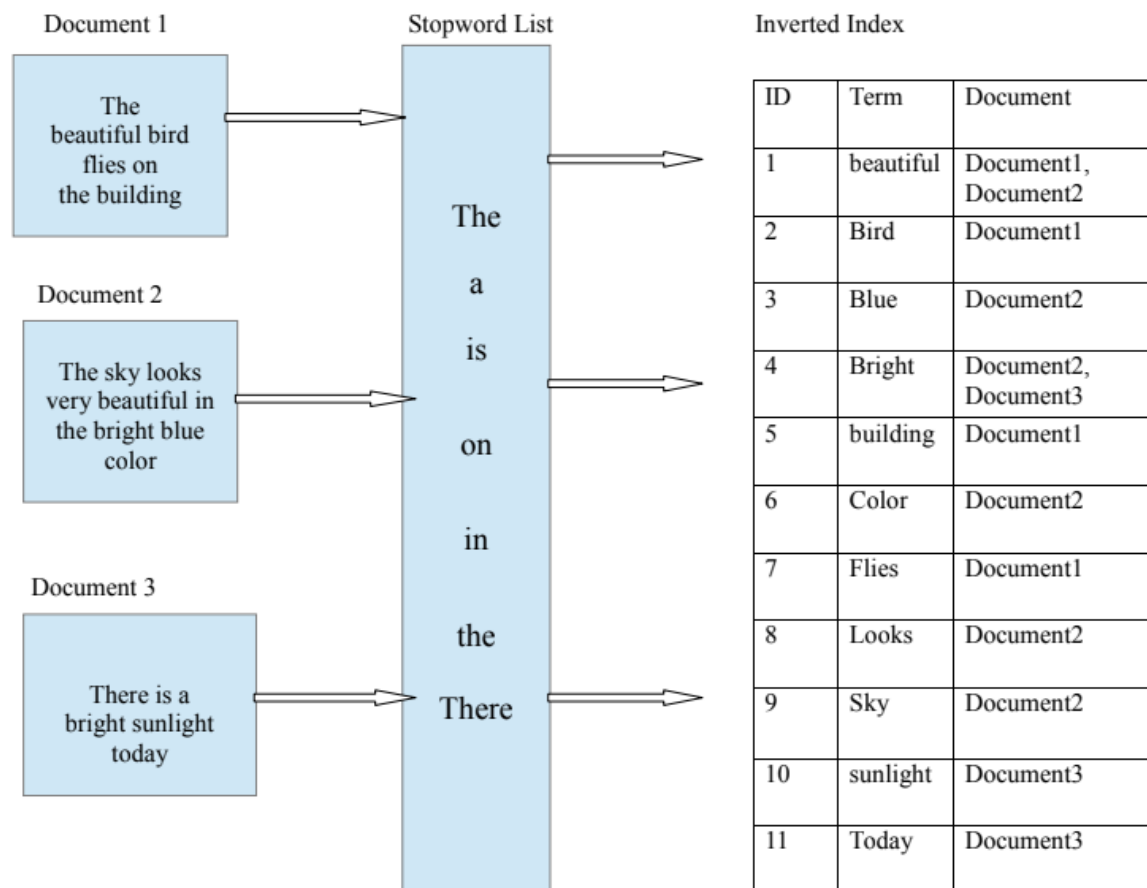 Document 1
The
beautiful bird
flies on
the building
Document 2
The sky looks
very beautiful in
the bright blue
color
Document 3
There is a
bright sunlight
today
Stopword List
The
a
is
on
in
the
There
Inverted Index
ID Term Document
1 beautiful Document1,
Document2
2 Bird Document1
3 Blue Document2
4 Bright Document2,
Document3
5 building Document1
6 Color Document2
7 Flies Document1
8 Looks Document2
9 Sky Document2
10 sunlight Document3
11 Today Document3